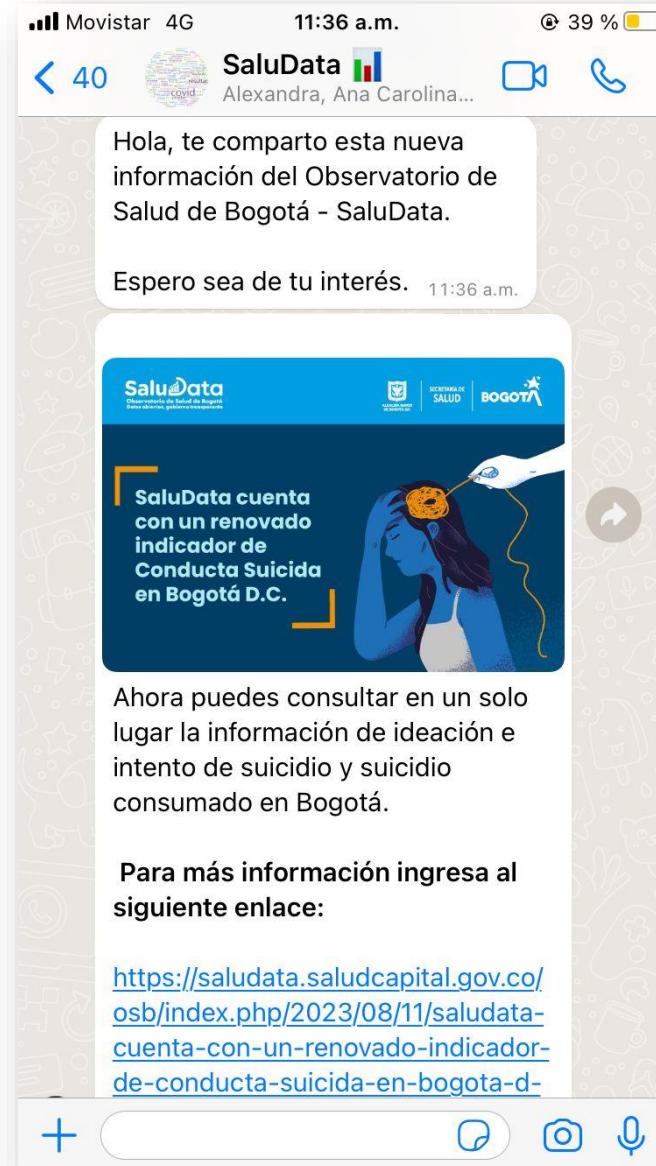 Movistar 4G 11:36 a.m. 39 %
40 SaluData
Alexandra, Ana Carolina...
covid
Hola, te comparto esta nueva
información del Observatorio de
Salud de Bogotá - SaluData.
Espero sea de tu interés. 11:36 a.m.
SaluData
Observatorio de Salud de Bogotá
Datos abiertos, gobierno transparente
ALCALDÍA MAYOR
DE BOGOTÁ D.C.
SECRETARÍA DE
SALUD
BOGOTÁ
SaluData cuenta
con un renovado
indicador de
Conducta Suicida
en Bogotá D.C.
Ahora puedes consultar en un solo
lugar la información de ideación e
intento de suicidio y suicidio
consumado en Bogotá.
Para más información ingresa al
siguiente enlace:
https://saludata.saludcapital.gov.co/
osb/index.php/2023/08/11/saludata-
cuenta-con-un-renovado-indicador-
de-conducta-suicida-en-bogota-d-